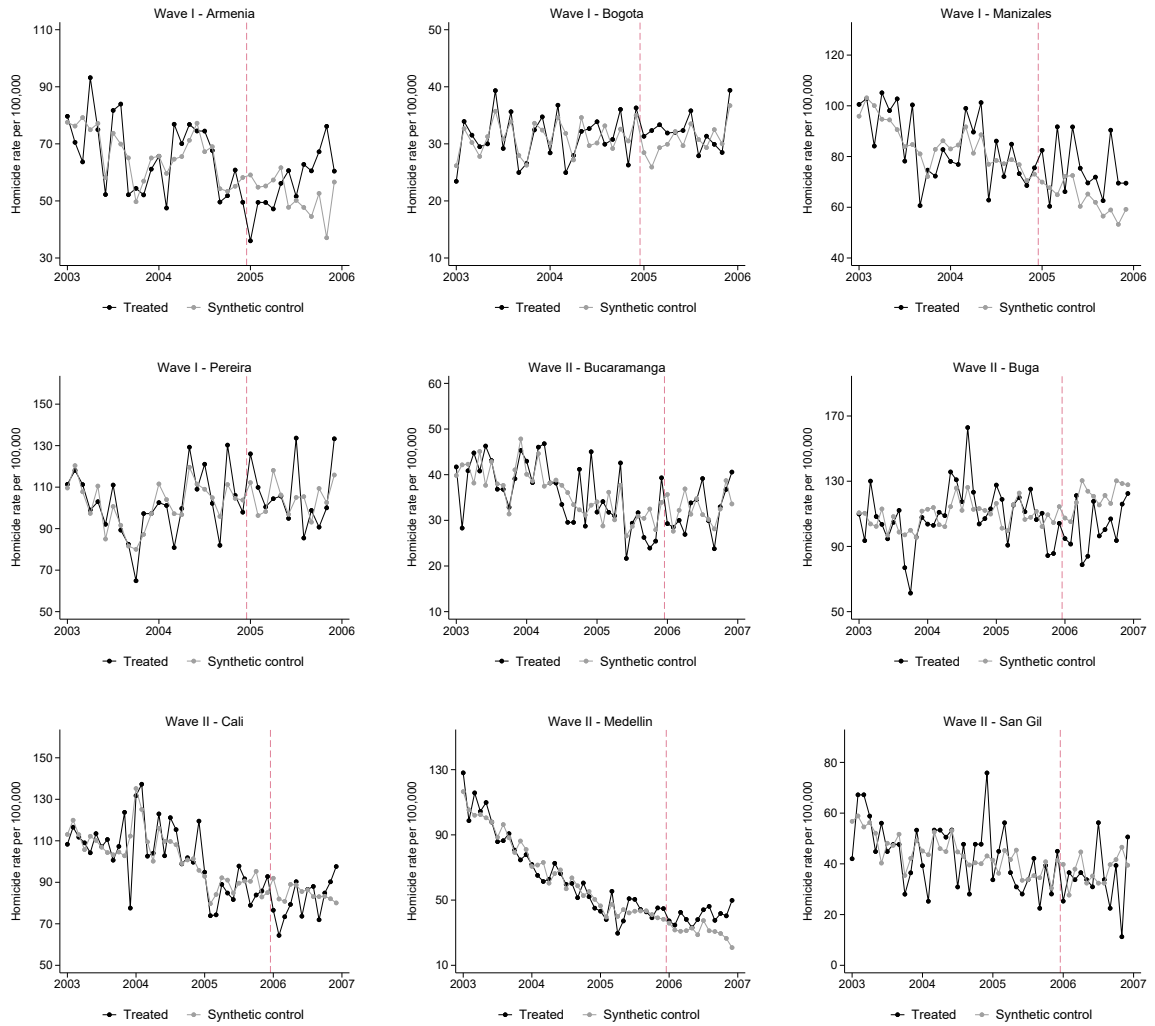 Wave I - Armenia
Homicide rate per 100,000
110
90
70
50
30
2003 2004 2005 2006
Treated Synthetic control
Wave I - Bogota
Homicide rate per 100,000
50
40
30
20
10
2003 2004 2005 2006
Treated Synthetic control
Wave I - Manizales
Homicide rate per 100,000
120
100
80
60
40
2003 2004 2005 2006
Treated Synthetic control
Wave I - Pereira
Homicide rate per 100,000
150
130
110
90
70
50
2003 2004 2005 2006
Treated Synthetic control
Wave II - Bucaramanga
Homicide rate per 100,000
60
50
40
30
20
10
2003 2004 2005 2006 2007
Treated Synthetic control
Wave II - Buga
Homicide rate per 100,000
170
130
90
50
2003 2004 2005 2006 2007
Treated Synthetic control
Wave II - Cali
Homicide rate per 100,000
150
130
110
90
70
50
2003 2004 2005 2006 2007
Treated Synthetic control
Wave II - Medellin
Homicide rate per 100,000
130
90
50
10
2003 2004 2005 2006 2007
Treated Synthetic control
Wave II - San Gil
Homicide rate per 100,000
80
60
40
20
0
2003 2004 2005 2006 2007
Treated Synthetic control